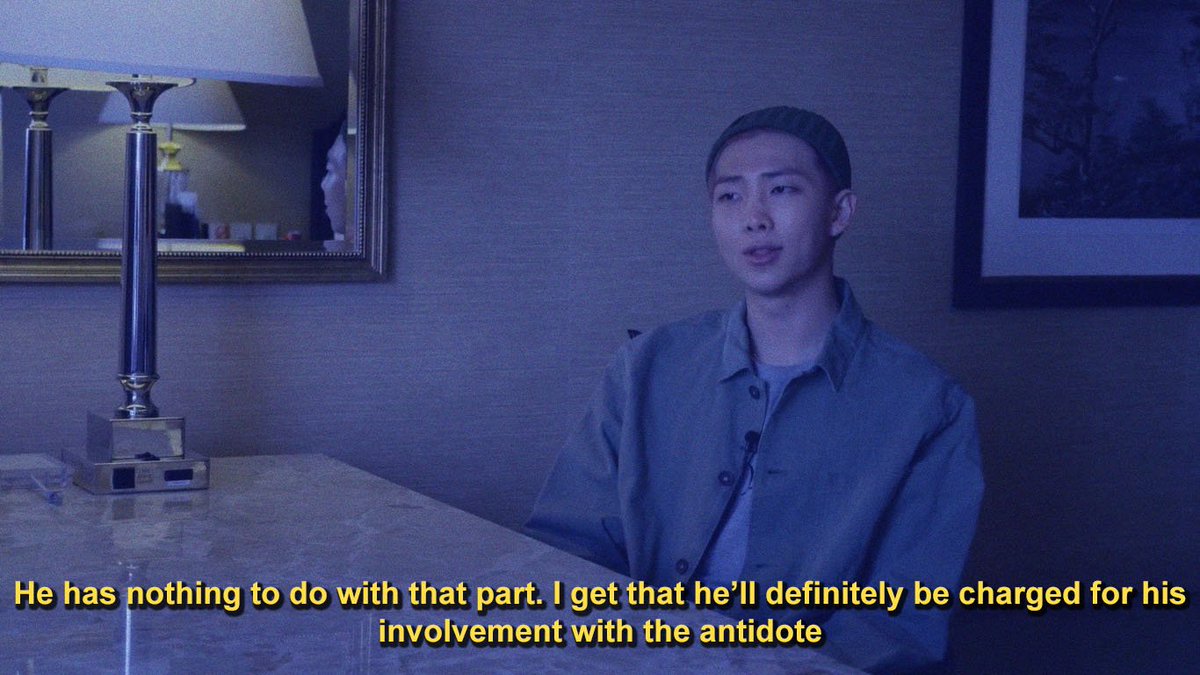 He has nothing to do with that part. I get that he’ll definitely be charged for his
involvement with the antidote